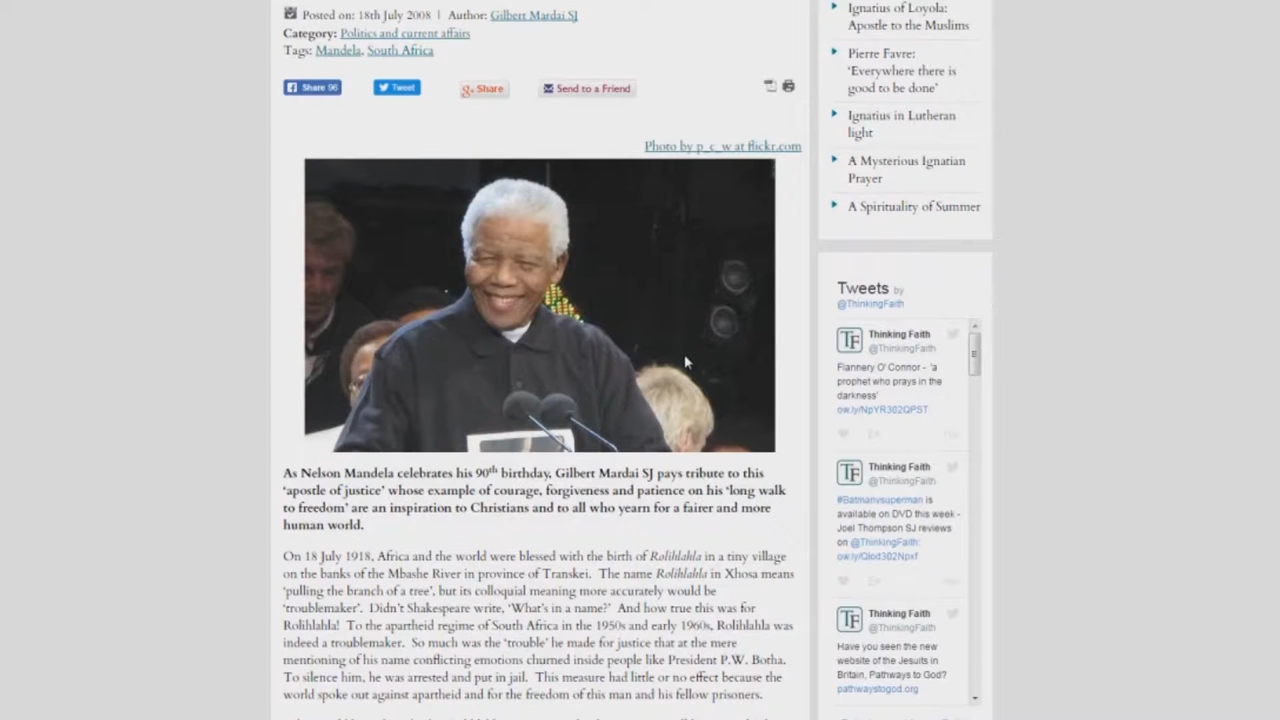 Posted on: 18th July 2008 | Author: Gilbert Mardai SJ
Category: Politics and current affairs
Tags: Mandela, South Africa
Share 96
Tweet
Share
Send to a Friend
Photo by p_c_w at flickr.com
As Nelson Mandela celebrates his 90th birthday, Gilbert Mardai SJ pays tribute to this
‘apostle of justice’ whose example of courage, forgiveness and patience on his ‘long walk
to freedom’ are an inspiration to Christians and to all who yearn for a fairer and more
human world.
On 18 July 1918, Africa and the world were blessed with the birth of Rolihlahla in a tiny village
on the banks of the Mbashe River in province of Transkei. The name Rolihlahla in Xhosa means
‘pulling the branch of a tree’, but its colloquial meaning more accurately would be
‘troublemaker’. Didn’t Shakespeare write, ‘What’s in a name?’ And how true this was for
Rolihlahla! To the apartheid regime of South Africa in the 1950s and early 1960s, Rolihlahla was
indeed a troublemaker. So much was the ‘trouble’ he made for justice that at the mere
mentioning of his name conflicting emotions churned inside people like President P.W. Botha.
To silence him, he was arrested and put in jail. This measure had little or no effect because the
world spoke out against apartheid and for the freedom of this man and his fellow prisoners.
Ignatius of Loyola:
Apostle to the Muslims
Pierre Favre:
‘Everywhere there is
good to be done’
Ignatius in Lutheran
light
A Mysterious Ignatian
Prayer
A Spirituality of Summer
Tweets by
@ThinkingFaith
TF
Thinking Faith
@ThinkingFaith
Flannery O' Connor - 'a
prophet who prays in the
darkness'
ow.ly/NpYR302QPST
TF
Thinking Faith
@ThinkingFaith
#Batmanvsuperman is
available on DVD this week -
Joel Thompson SJ reviews
on @ThinkingFaith:
ow.ly/Qlod302Npxf
TF
Thinking Faith
@ThinkingFaith
Have you seen the new
website of the Jesuits in
Britain, Pathways to God?
pathwaystogod.org